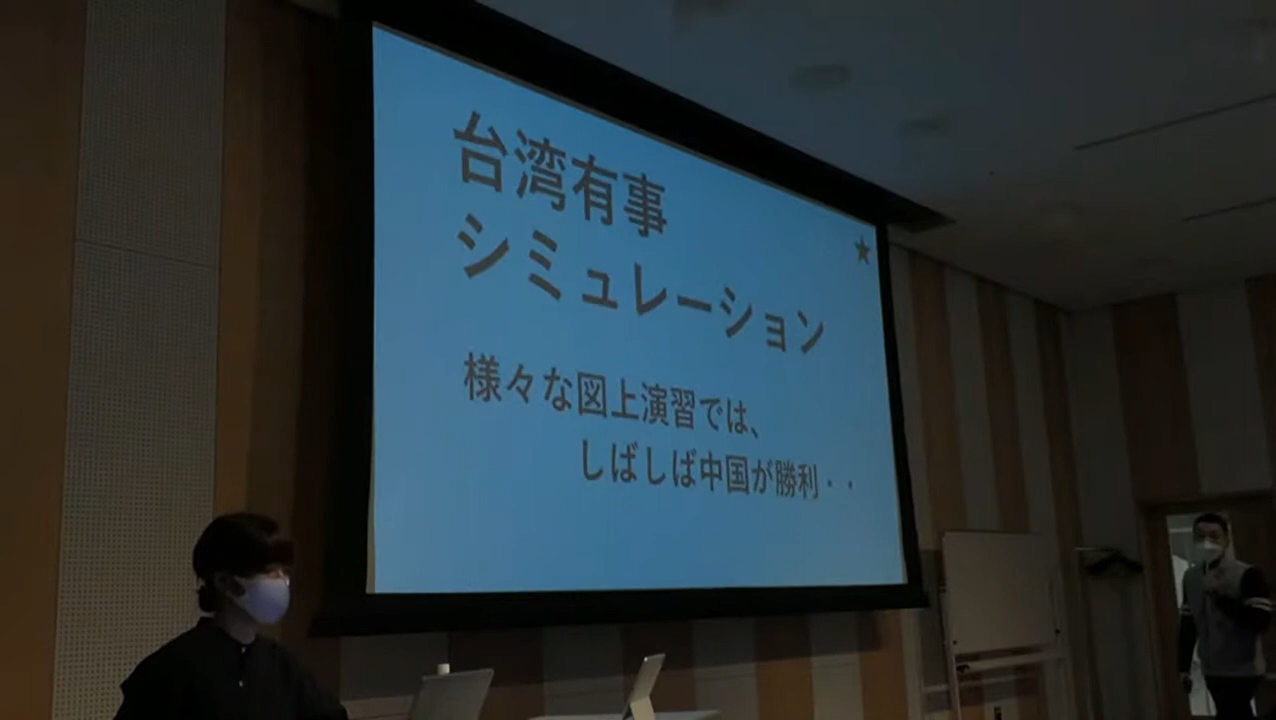 台湾有事
シミュレーション
様々な図上演習では、
しばしば中国が勝利・・